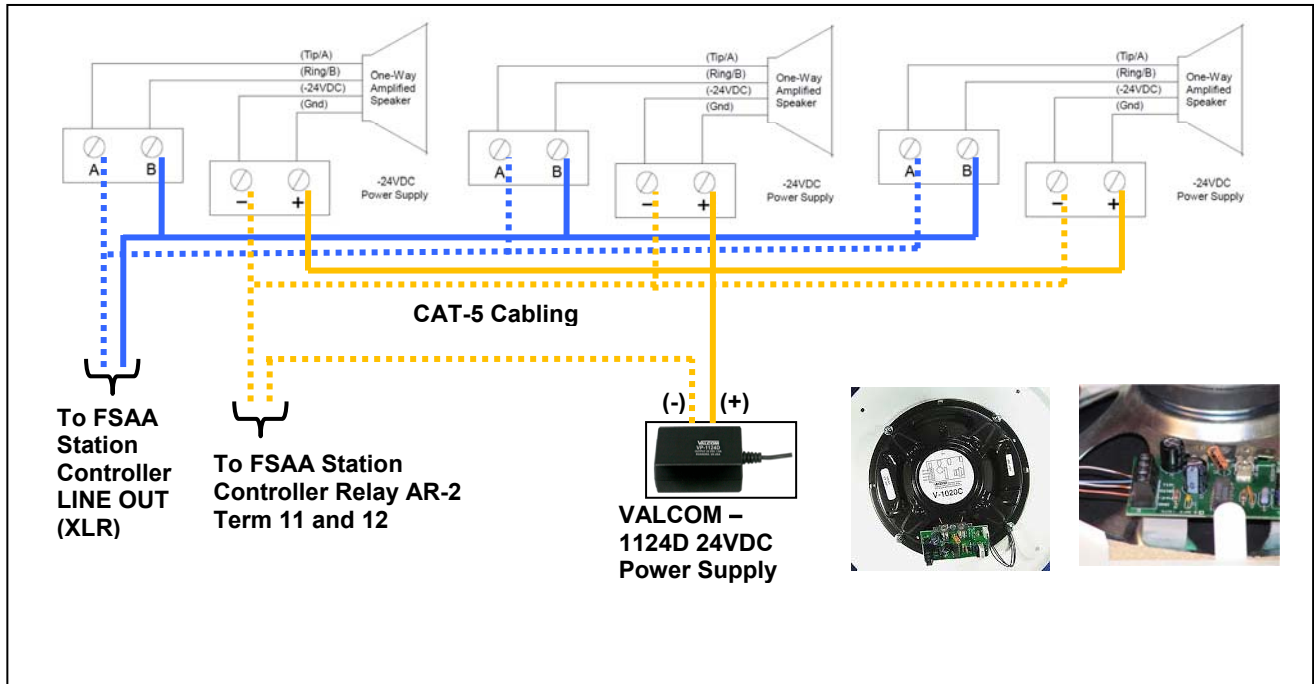 (Tip/A)
(Ring/B)
(-24VDC)
(Gnd)
One-Way
Amplified
Speaker
A
B
−
+
-24VDC
Power Supply
(Tip/A)
(Ring/B)
(-24VDC)
(Gnd)
One-Way
Amplified
Speaker
A
B
−
+
-24VDC
Power Supply
(Tip/A)
(Ring/B)
(-24VDC)
(Gnd)
One-Way
Amplified
Speaker
A
B
−
+
-24VDC
Power Supply
CAT-5 Cabling
To FSAA
Station
Controller
LINE OUT
(XLR)
To FSAA Station
Controller Relay AR-2
Term 11 and 12
(-)
(+)
VALCOM
VP-1124D
VALCOM –
1124D 24VDC
Power Supply
V-1020C